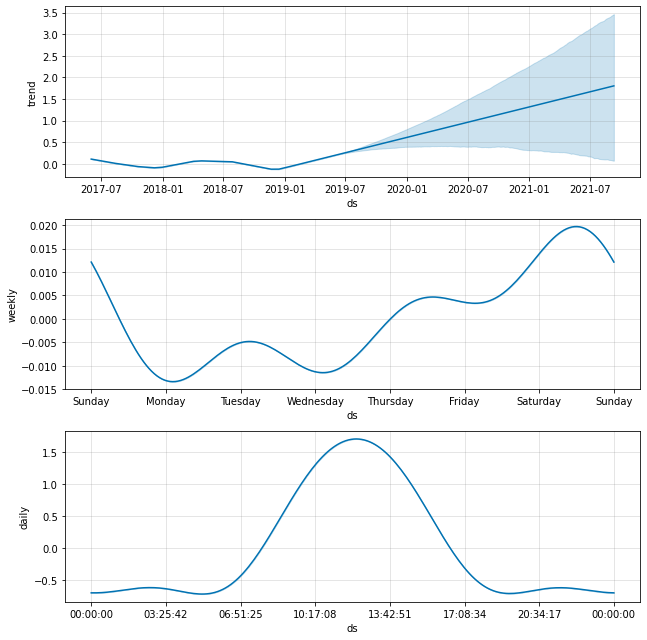 3.5
3.0
2.5
2.0
1.5
1.0
0.5
0.0
trend
2017-07 2018-01 2018-07 2019-01 2019-07 2020-01 2020-07 2021-01 2021-07
ds
0.020
0.015
0.010
0.005
0.000
−0.005
−0.010
−0.015
weekly
Sunday Monday Tuesday Wednesday Thursday Friday Saturday Sunday
ds
1.5
1.0
0.5
0.0
−0.5
daily
00:00:00 03:25:42 06:51:25 10:17:08 13:42:51 17:08:34 20:34:17 00:00:00
ds